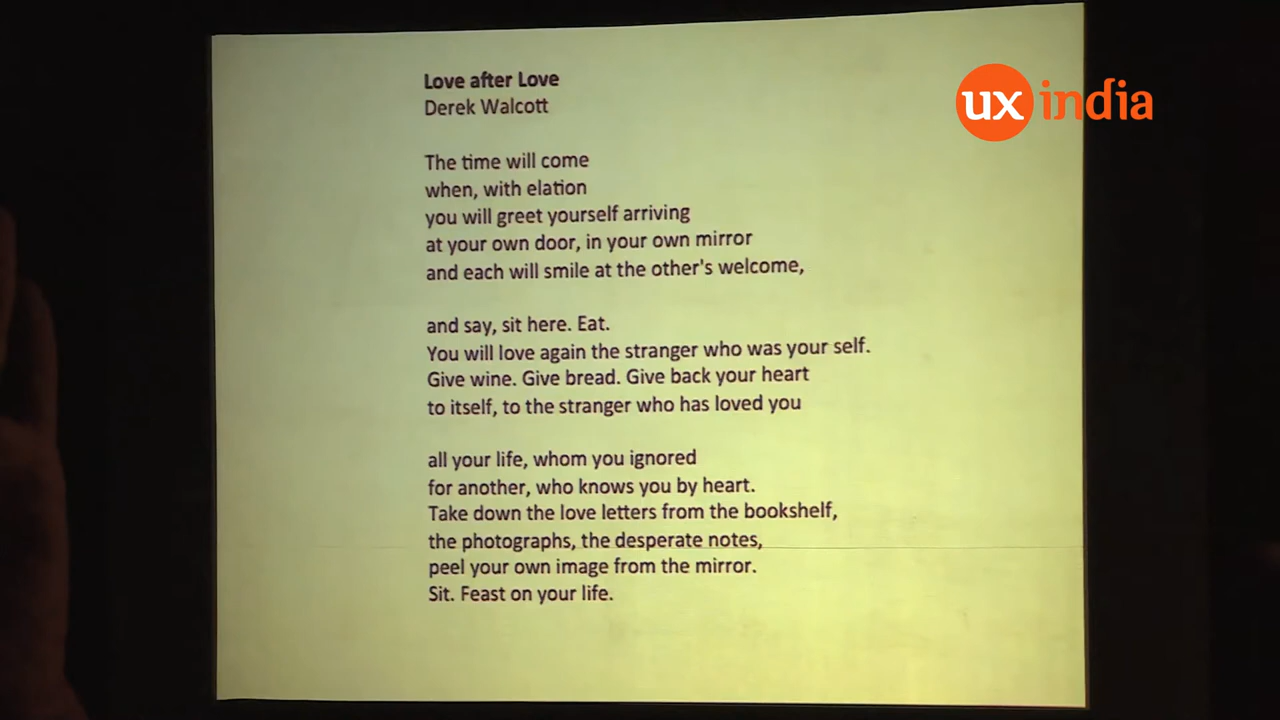 Love after Love
Derek Walcott
The time will come
when, with elation
you will greet yourself arriving
at your own door, in your own mirror
and each will smile at the other's welcome,
and say, sit here. Eat.
You will love again the stranger who was your self.
Give wine. Give bread. Give back your heart
to itself, to the stranger who has loved you
all your life, whom you ignored
for another, who knows you by heart.
Take down the love letters from the bookshelf,
the photographs, the desperate notes,
peel your own image from the mirror.
Sit. Feast on your life.
ux india